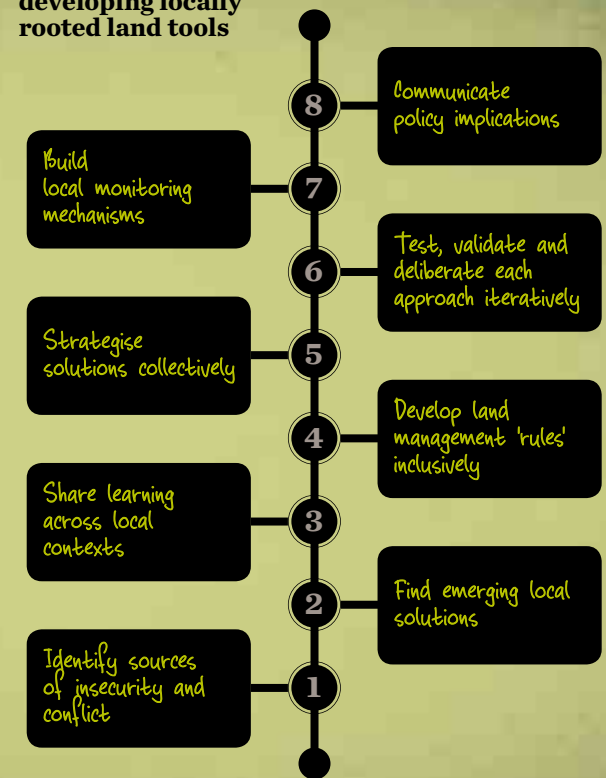 developing locally
rooted land tools
8
Communicate
policy implications
Build
local monitoring
mechanisms
7
Test, validate and
deliberate each
approach iteratively
6
Strategise
solutions collectively
5
Develop land
management 'rules'
inclusively
4
Share learning
across local
contexts
3
Find emerging local
solutions
2
Identify sources
of insecurity and
conflict
1